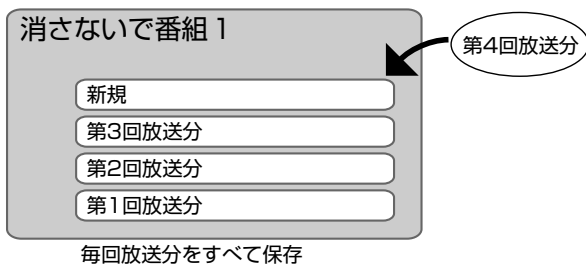 消さないで番組1
第4回放送分
新規
第3回放送分
第2回放送分
第1回放送分
毎回放送分をすべて保存